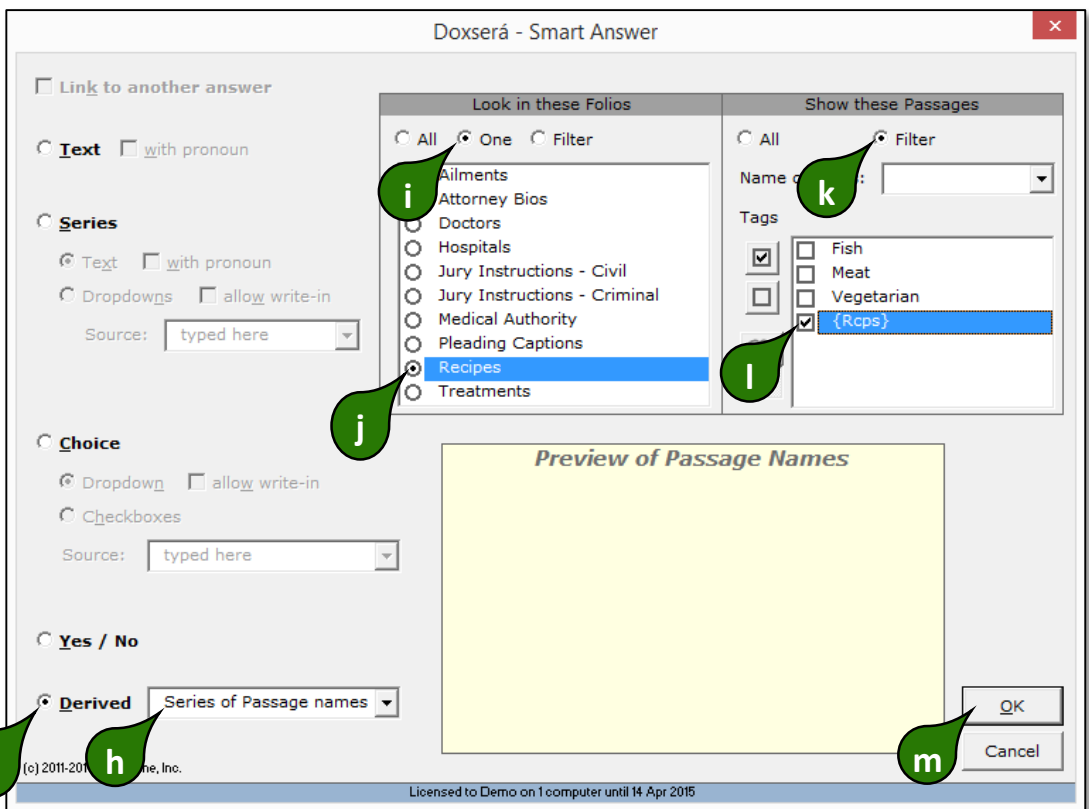 Doxserá - Smart Answer
Link to another answer
Text with pronoun
Series
Text with pronoun
Dropdowns allow write-in
Source: typed here
Choice
Dropdown allow write-in
Checkboxes
Source: typed here
Yes / No
Derived Series of Passage names
h
(c) 2011-201 ne, Inc.
Look in these Folios
All One Filter
i
Ailments
Attorney Bios
Doctors
Hospitals
Jury Instructions - Civil
Jury Instructions - Criminal
Medical Authority
Pleading Captions
Recipes
Treatments
j
Show these Passages
All Filter
k
Name
Tags
Fish
Meat
Vegetarian
{Rcps}
l
Preview of Passage Names
OK
m
Cancel
Licensed to Demo on 1 computer until 14 Apr 2015